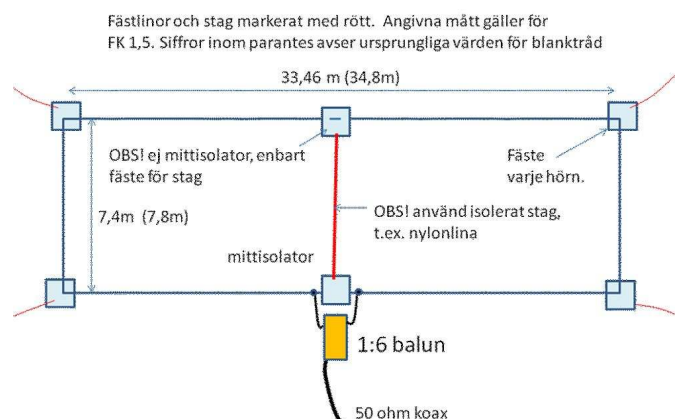 Fästlinor och stag markerat med rött. Angivna mått gäller för
FK 1,5. Siffror inom parantes avser ursprungliga värden för blanktråd
33,46 m (34,8m)
OBS! ej mittisolator, enbart
fäste för stag
Fäste
varje hörn.
7,4m (7,8m)
OBS! använd isolerat stag,
t.ex. nylonlina
mittisolator
1:6 balun
50 ohm koax